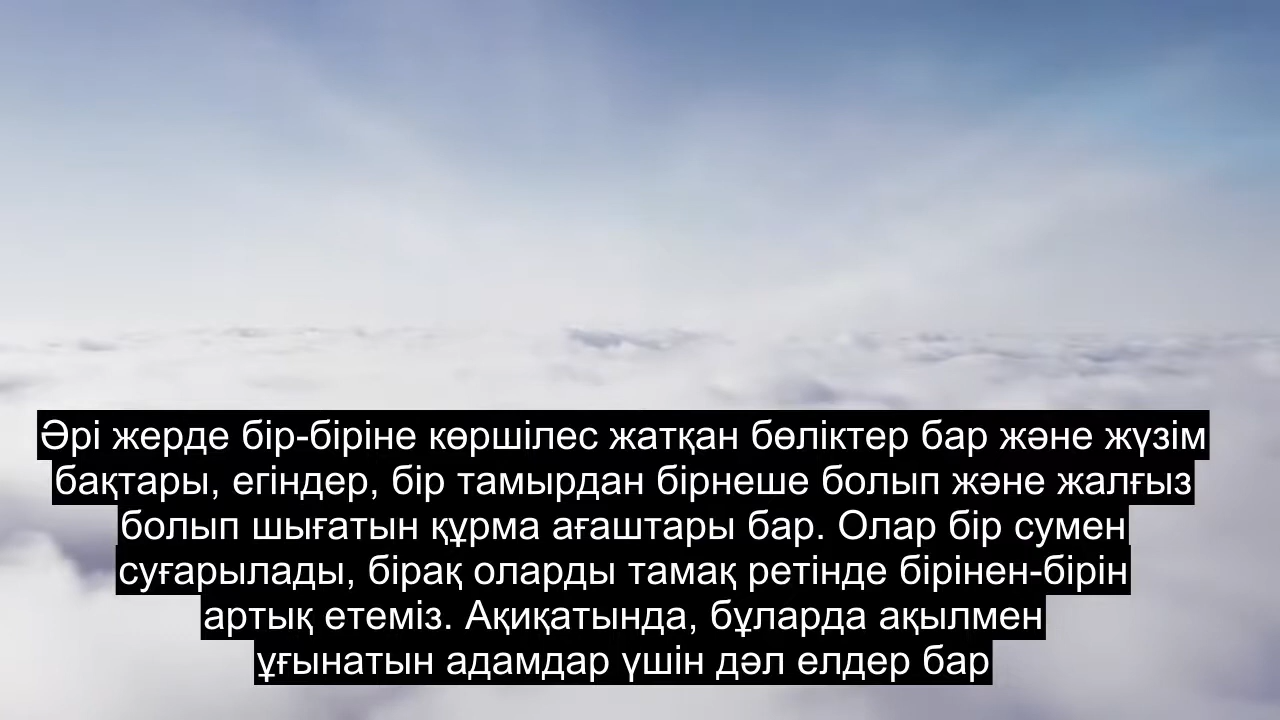 Әрі жерде бір-біріне көршілес жатқан бөліктер бар және жүзім
бақтары, егіндер, бір тамырдан бірнеше болып және жалғыз
болып шығатын құрма ағаштары бар. Олар бір сумен
суғарылады, бірақ оларды тамақ ретінде бірінен-бірін
артық етеміз. Ақиқатында, бұларда ақылмен
ұғынатын адамдар үшін дәл елдер бар